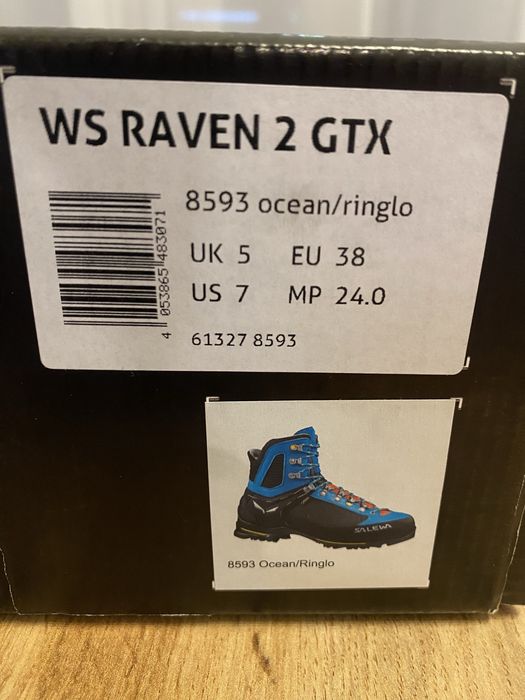 WS RAVEN 2 GTX
8593 ocean/ringlo
UK 5 EU 38
US 7 MP 24.0
4 053865 483071
61327 8593
SALEWA
8593 Ocean/Ringlo